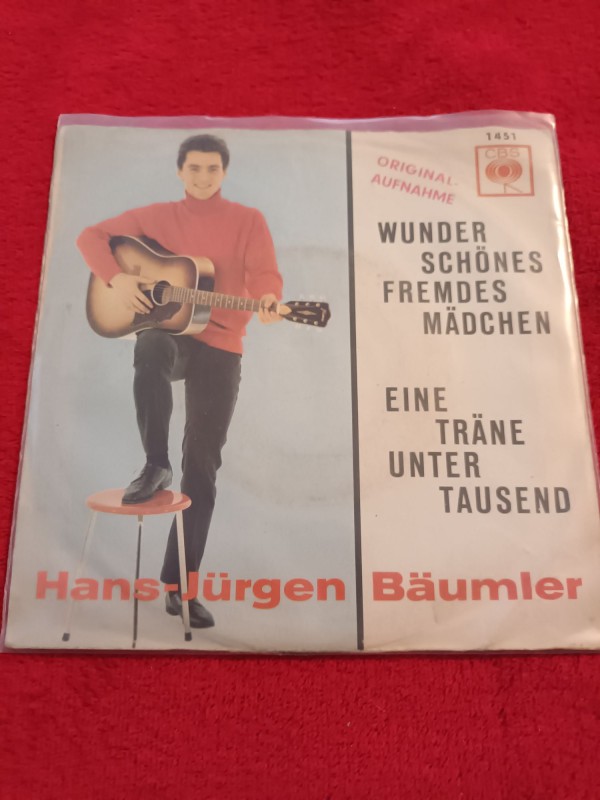 1451
CBS
ORIGINAL-
AUFNAHME
WUNDER
SCHÖNES
FREMDES
MÄDCHEN
EINE
TRÄNE
UNTER
TAUSEND
Hans-Jürgen Bäumler